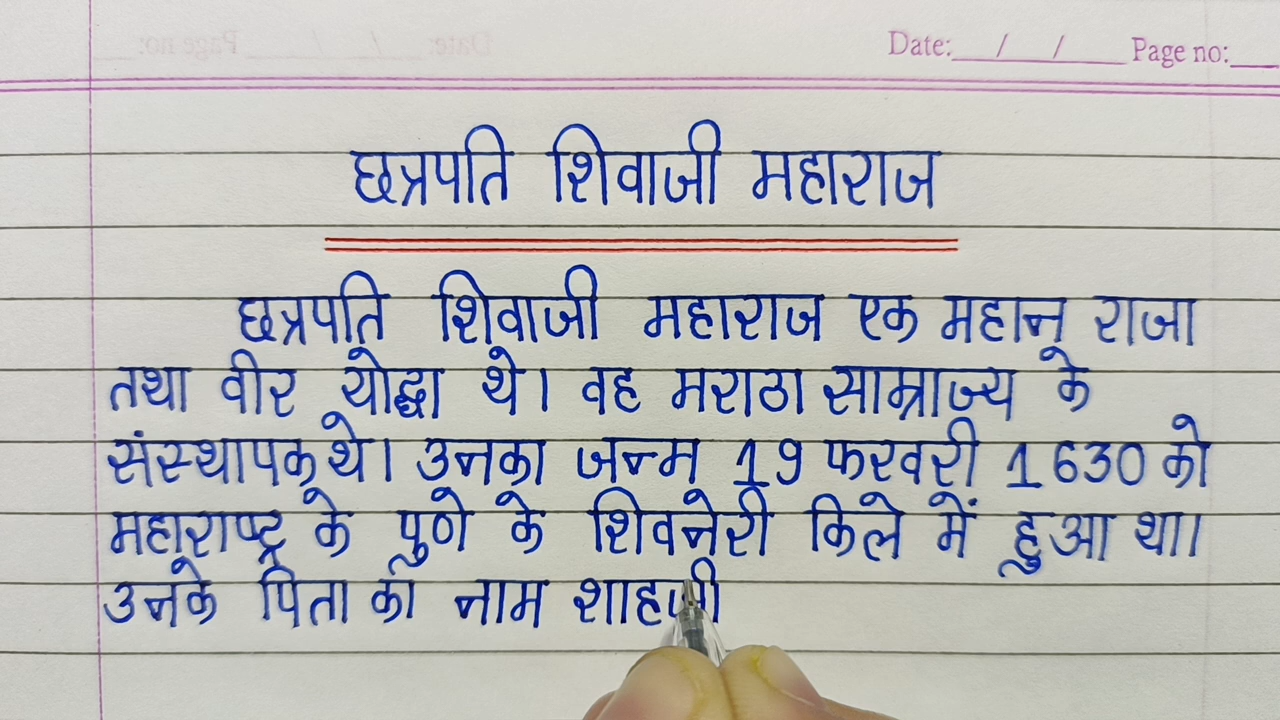 Date: / / Page no:
छत्रपति शिवाजी महाराज
छत्रपति शिवाजी महाराज एक महान राजा
तथा वीर योद्धा थे। वह मराठा साम्राज्य के
संस्थापक थे। उनका जन्म 19 फरवरी 1630 को
महाराष्ट्र के पुणे के शिवनेरी किले में हुआ था।
उनके पिता का नाम शाहजी